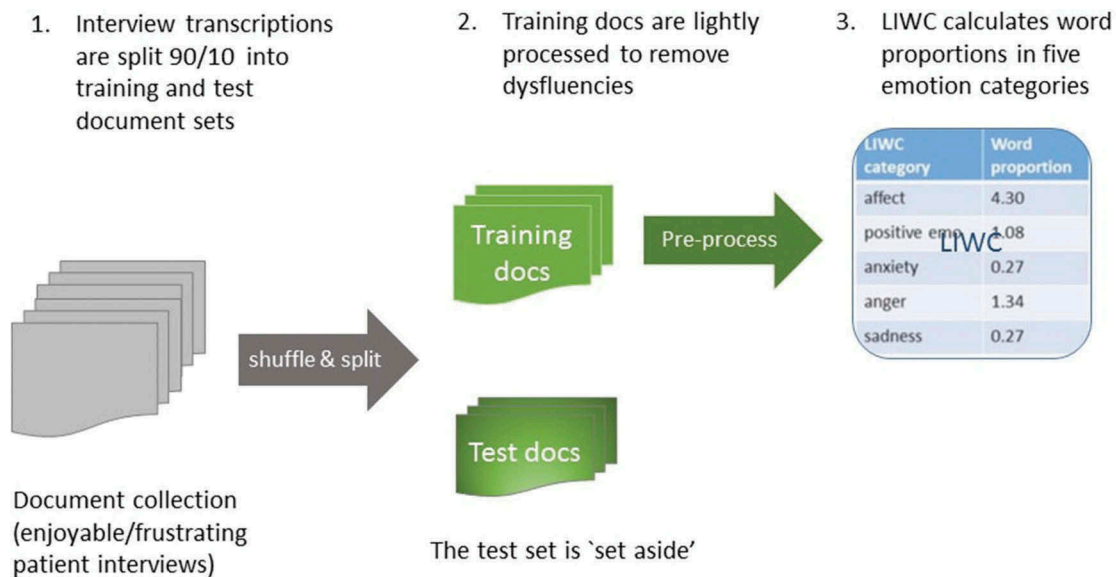 1. Interview transcriptions
are split 90/10 into
training and test
document sets
2. Training docs are lightly
processed to remove
dysfluencies
3. LIWC calculates word
proportions in five
emotion categories
Document collection
(enjoyable/frustrating
patient interviews)
shuffle & split
Training
docs
Pre-process
Test docs
The test set is `set aside’
LIWC
category Word
proportion
affect 4.30
positive emo 1.08
anxiety 0.27
anger 1.34
sadness 0.27
LIWC